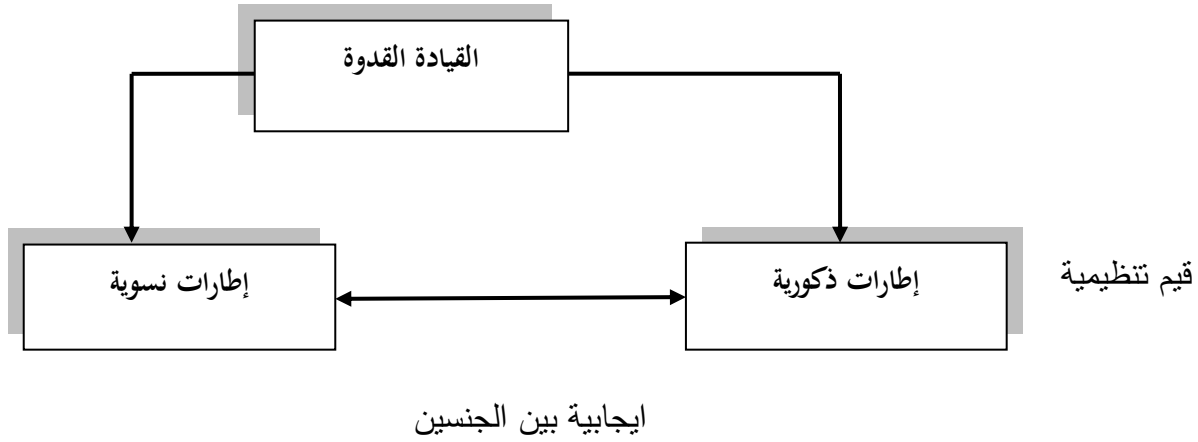 القيادة القدوة
إطارات ذكورية
إطارات نسوية
قيم تنظيمية
ايجابية بين الجنسين